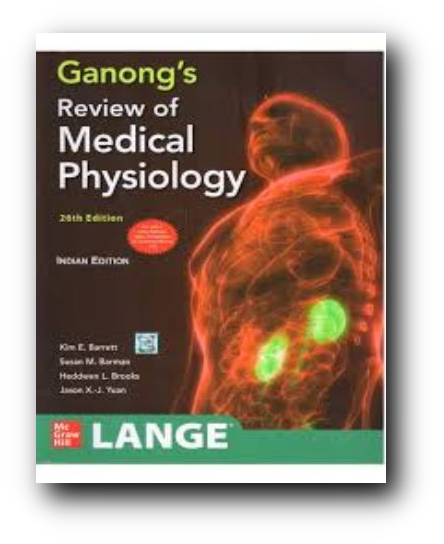 Ganong's
Review of
Medical
Physiology
26th Edition
INDIAN EDITION
Kim E. Barrett
Susan M. Barman
Heddwen L. Brooks
Jason X.-J. Yuan
Mc
Graw
Hill
LANGE®